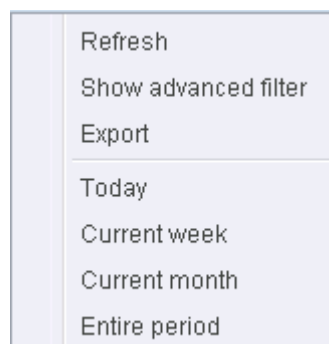 Refresh
Show advanced filter
Export
Today
Current week
Current month
Entire period